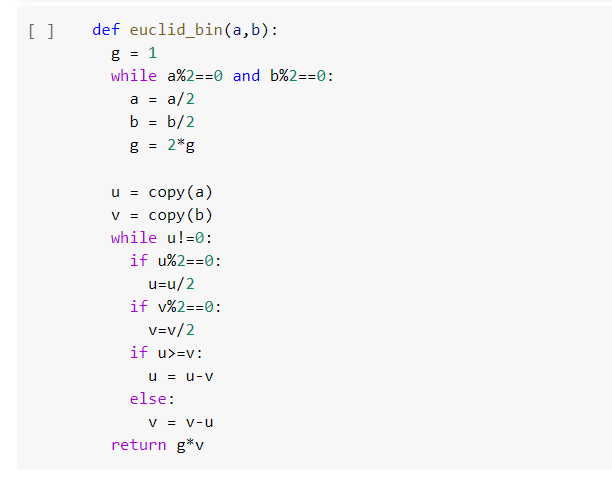 [ ] def euclid_bin(a,b):
g = 1
while a%2==0 and b%2==0:
a = a/2
b = b/2
g = 2*g
u = copy(a)
v = copy(b)
while u!=0:
if u%2==0:
u=u/2
if v%2==0:
v=v/2
if u>=v:
u = u-v
else:
v = v-u
return g*v